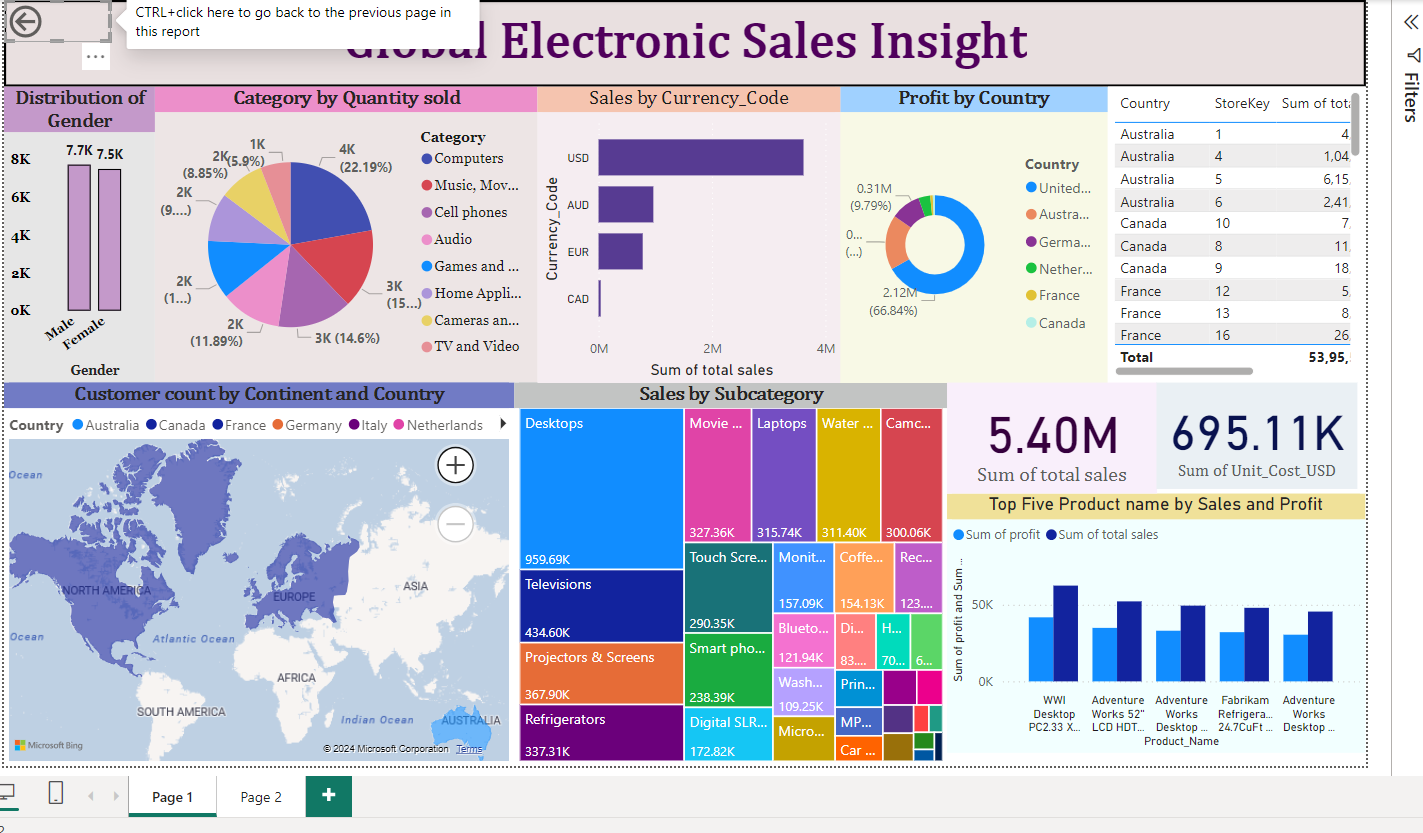 CTRL+click here to go back to the previous page in
this report
Global Electronic Sales Insight
Filters
Distribution of
Gender
8K
6K
4K
2K
0K
7.7K
7.5K
Male
Female
Gender
Category by Quantity sold
1K
(5.9%)
2K
(8.85%)
2K
(9....)
2K
(1...)
2K
(11.89%)
3K (14.6%)
3K
(15...)
4K
(22.19%)
Category
Computers
Music, Mov...
Cell phones
Audio
Games and ...
Home Appli...
Cameras an...
TV and Video
Sales by Currency_Code
Currency_Code
USD
AUD
EUR
CAD
0M
2M
4M
Sum of total sales
Profit by Country
0.31M
(9.79%)
0...
(...)
2.12M
(66.84%)
Country
United...
Austra...
Germa...
Nether...
France
Canada
Country StoreKey Sum of tota
Australia 1 4
Australia 4 1,04
Australia 5 6,15
Australia 6 2,41
Canada 10 7
Canada 8 11
Canada 9 18
France 12 5
France 13 8
France 16 26
Total 53,95,
Customer count by Continent and Country
Country Australia Canada France Germany Italy Netherlands
Ocean
NORTH AMERICA
EUROPE
ASIA
Ocean
Atlantic Ocean
AFRICA
SOUTH AMERICA
Indian Ocean
AUSTRALIA
Microsoft Bing
© 2024 Microsoft Corporation Terms
Sales by Subcategory
Desktops
959.69K
Televisions
434.60K
Projectors & Screens
367.90K
Refrigerators
337.31K
Movie ...
327.36K
Laptops
315.74K
Water ...
311.40K
Camc...
300.06K
Touch Scre...
290.35K
Smart pho...
238.39K
Digital SLR...
172.82K
Monit...
157.09K
Coffe...
154.13K
Rec...
123....
Blueto...
121.94K
Wash...
109.25K
Micro...
Di...
83....
H...
70...
6...
Prin...
MP...
Car ...
5.40M
Sum of total sales
695.11K
Sum of Unit_Cost_USD
Top Five Product name by Sales and Profit
Sum of profit Sum of total sales
Sum of profit and Sum ...
50K
0K
WWI
Desktop
PC2.33 X...
Adventure
Works 52"
LCD HDT...
Adventure
Works
Desktop ...
Fabrikam
Refrigera...
24.7CuFt ...
Adventure
Works
Desktop ...
Product_Name
Page 1
Page 2